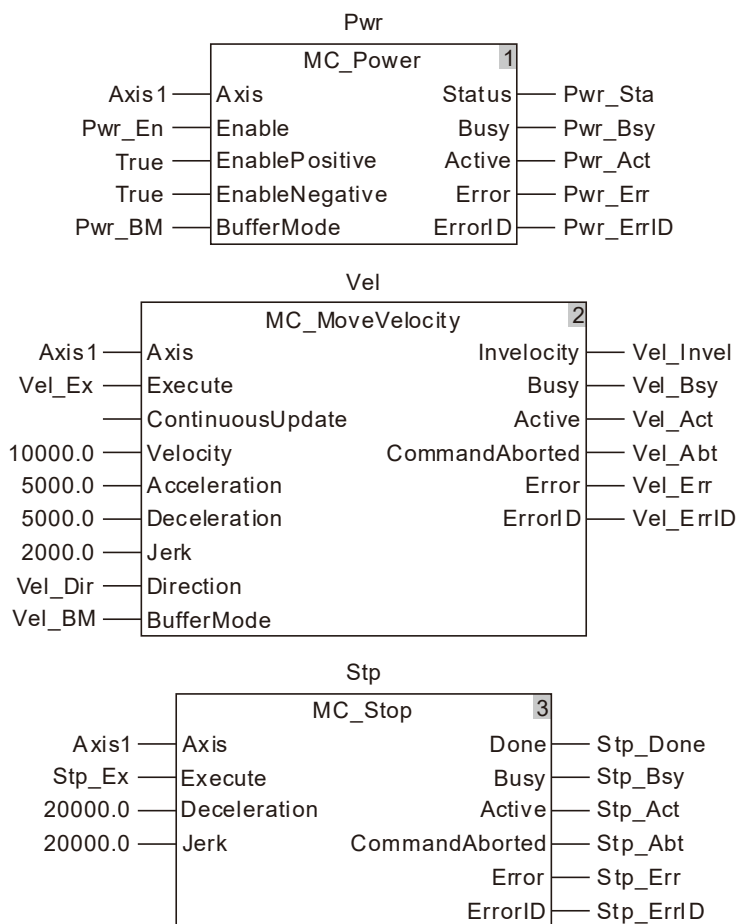 Pwr
MC_Power 1
Axis1 Axis Status Pwr_Sta
Pwr_En Enable Busy Pwr_Bsy
True EnablePositive Active Pwr_Act
True EnableNegative Error Pwr_Err
Pwr_BM BufferMode ErrorID Pwr_ErrID
Vel
MC_MoveVelocity 2
Axis1 Axis Invelocity Vel_Invel
Vel_Ex Execute Busy Vel_Bsy
ContinuousUpdate Active Vel_Act
10000.0 Velocity CommandAborted Vel_Abt
5000.0 Acceleration Error Vel_Err
5000.0 Deceleration ErrorID Vel_ErrID
2000.0 Jerk
Vel_Dir Direction
Vel_BM BufferMode
Stp
MC_Stop 3
Axis1 Axis Done Stp_Done
Stp_Ex Execute Busy Stp_Bsy
20000.0 Deceleration Active Stp_Act
20000.0 Jerk CommandAborted Stp_Abt
Error Stp_Err
ErrorID Stp_ErrID